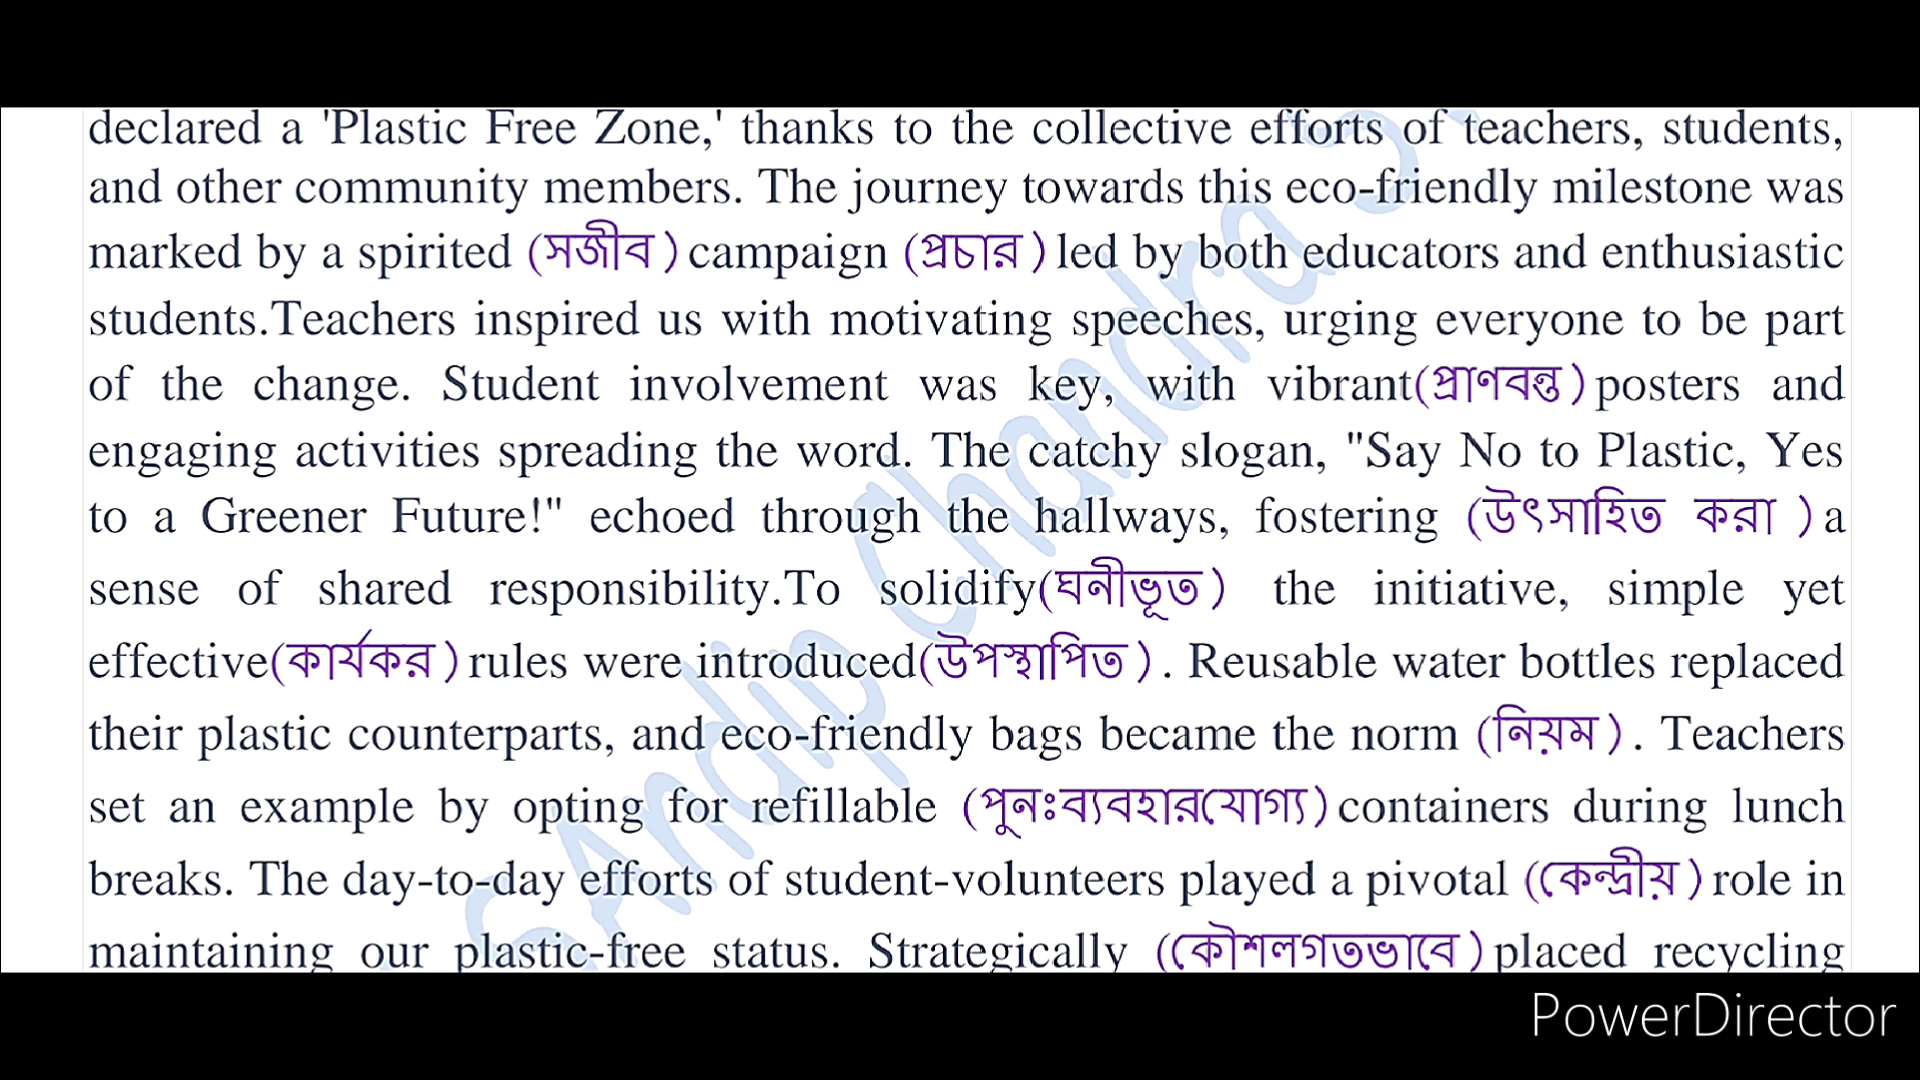 declared a 'Plastic Free Zone,' thanks to the collective efforts of teachers, students,
and other community members. The journey towards this eco-friendly milestone was
marked by a spirited (সজীব ) campaign (প্রচার ) led by both educators and enthusiastic
students.Teachers inspired us with motivating speeches, urging everyone to be part
of the change. Student involvement was key, with vibrant(প্রাণবন্ত ) posters and
engaging activities spreading the word. The catchy slogan, "Say No to Plastic, Yes
to a Greener Future!" echoed through the hallways, fostering (উৎসাহিত করা ) a
sense of shared responsibility.To solidify(ঘনীভূত ) the initiative, simple yet
effective(কার্যকর ) rules were introduced(উপস্থাপিত ) . Reusable water bottles replaced
their plastic counterparts, and eco-friendly bags became the norm (নিয়ম ) . Teachers
set an example by opting for refillable (পুনঃব্যবহারযোগ্য) containers during lunch
breaks. The day-to-day efforts of student-volunteers played a pivotal (কেন্দ্রীয় ) role in
maintaining our plastic-free status. Strategically (কৌশলগতভাবে ) placed recycling
SAndip Chandra
PowerDirector